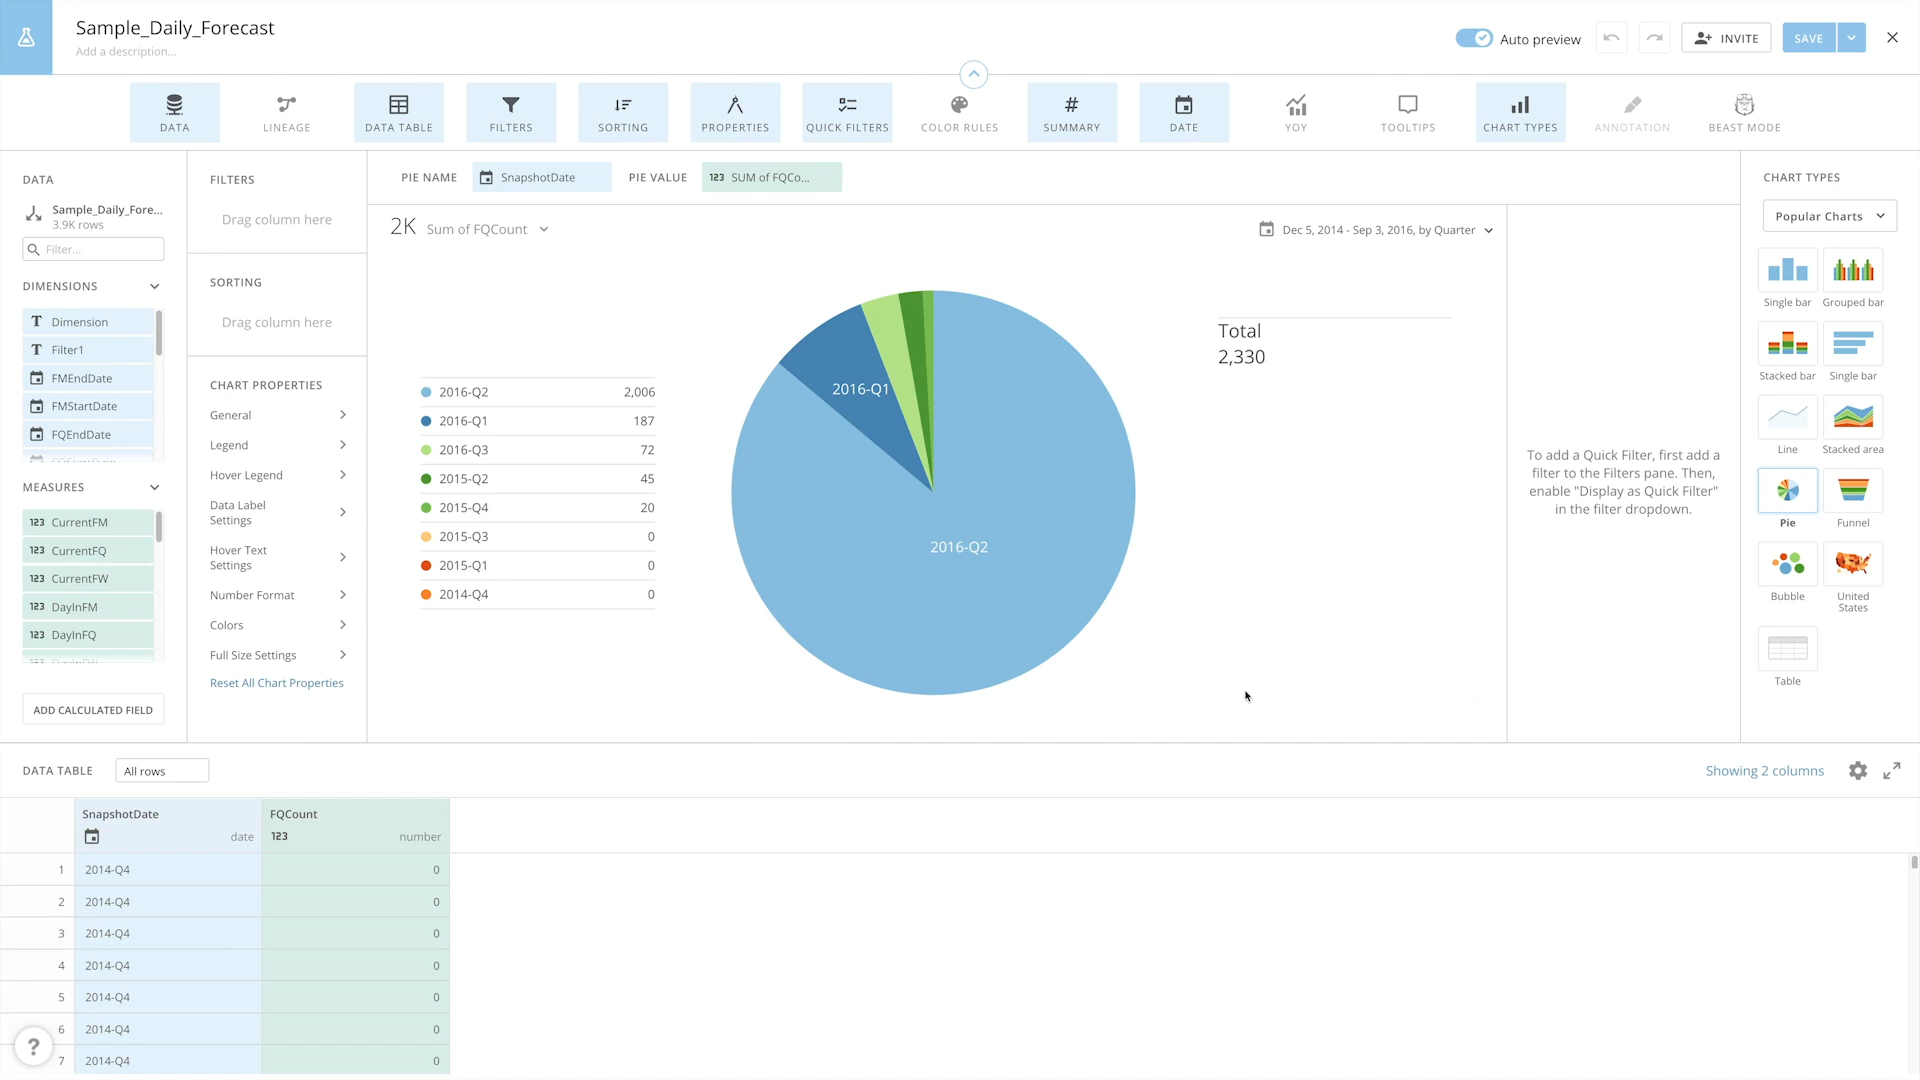 Sample_Daily_Forecast
Add a description...
Auto preview
INVITE
SAVE
DATA
LINEAGE
DATA TABLE
FILTERS
SORTING
PROPERTIES
QUICK FILTERS
COLOR RULES
# SUMMARY
DATE
YOY
TOOLTIPS
CHART TYPES
ANNOTATION
BEAST MODE
DATA
Sample_Daily_Fore...
3.9K rows
Filter...
DIMENSIONS
T Dimension
T Filter1
FMEndDate
FMStartDate
FQEndDate
MEASURES
123 CurrentFM
123 CurrentFQ
123 CurrentFW
123 DayInFM
123 DayInFQ
ADD CALCULATED FIELD
FILTERS
Drag column here
SORTING
Drag column here
CHART PROPERTIES
General
Legend
Hover Legend
Data Label
Settings
Hover Text
Settings
Number Format
Colors
Full Size Settings
Reset All Chart Properties
PIE NAME SnapshotDate PIE VALUE 123 SUM of FQCo...
2K Sum of FQCount
Dec 5, 2014 - Sep 3, 2016, by Quarter
2016-Q2 2,006
2016-Q1 187
2016-Q3 72
2015-Q2 45
2015-Q4 20
2015-Q3 0
2015-Q1 0
2014-Q4 0
2016-Q1
2016-Q2
Total
2,330
To add a Quick Filter, first add a
filter to the Filters pane. Then,
enable "Display as Quick Filter"
in the filter dropdown.
CHART TYPES
Popular Charts
Single bar
Grouped bar
Stacked bar
Single bar
Line
Stacked area
Pie
Funnel
Bubble
United
States
Table
DATA TABLE All rows
Showing 2 columns
SnapshotDate FQCount
date 123 number
1 2014-Q4 0
2 2014-Q4 0
3 2014-Q4 0
4 2014-Q4 0
5 2014-Q4 0
6 2014-Q4 0
7 2014-Q4 0
?